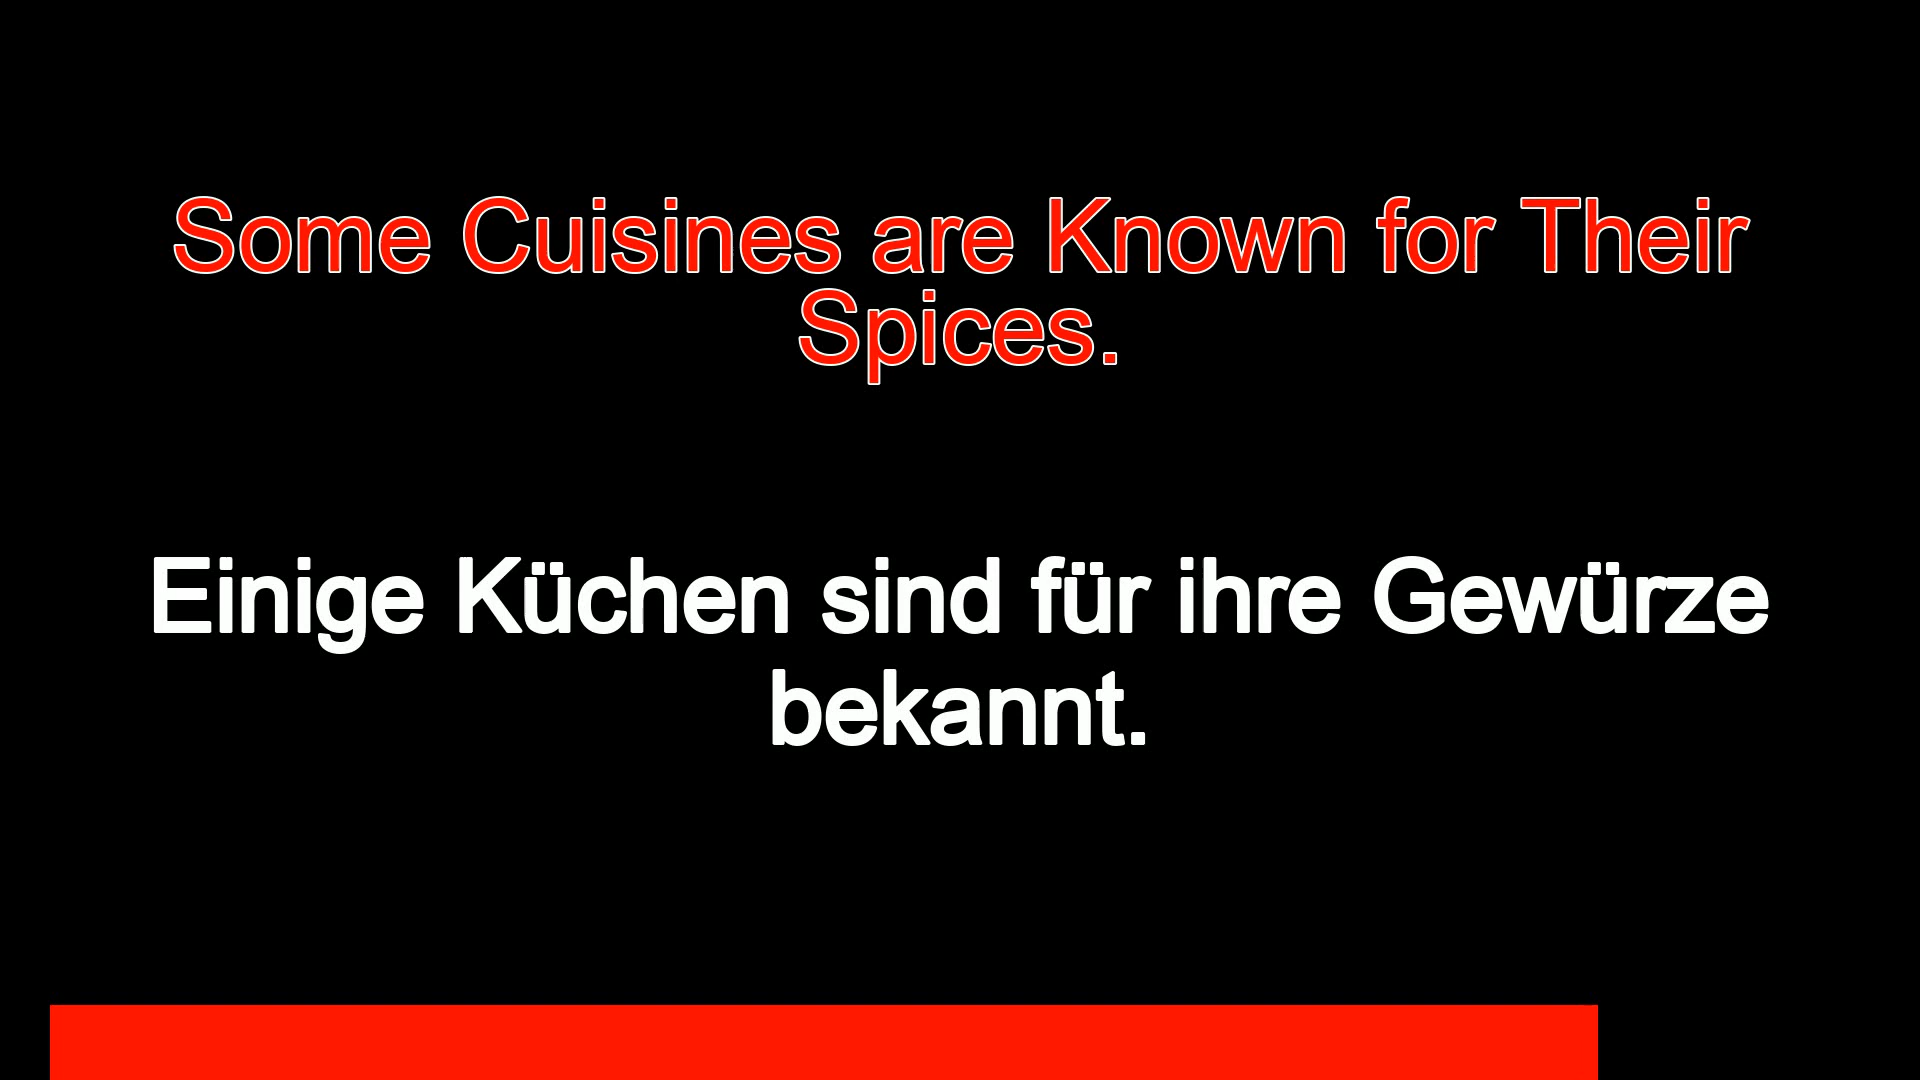 Some Cuisines are Known for Their
Spices.
Einige Küchen sind für ihre Gewürze
bekannt.